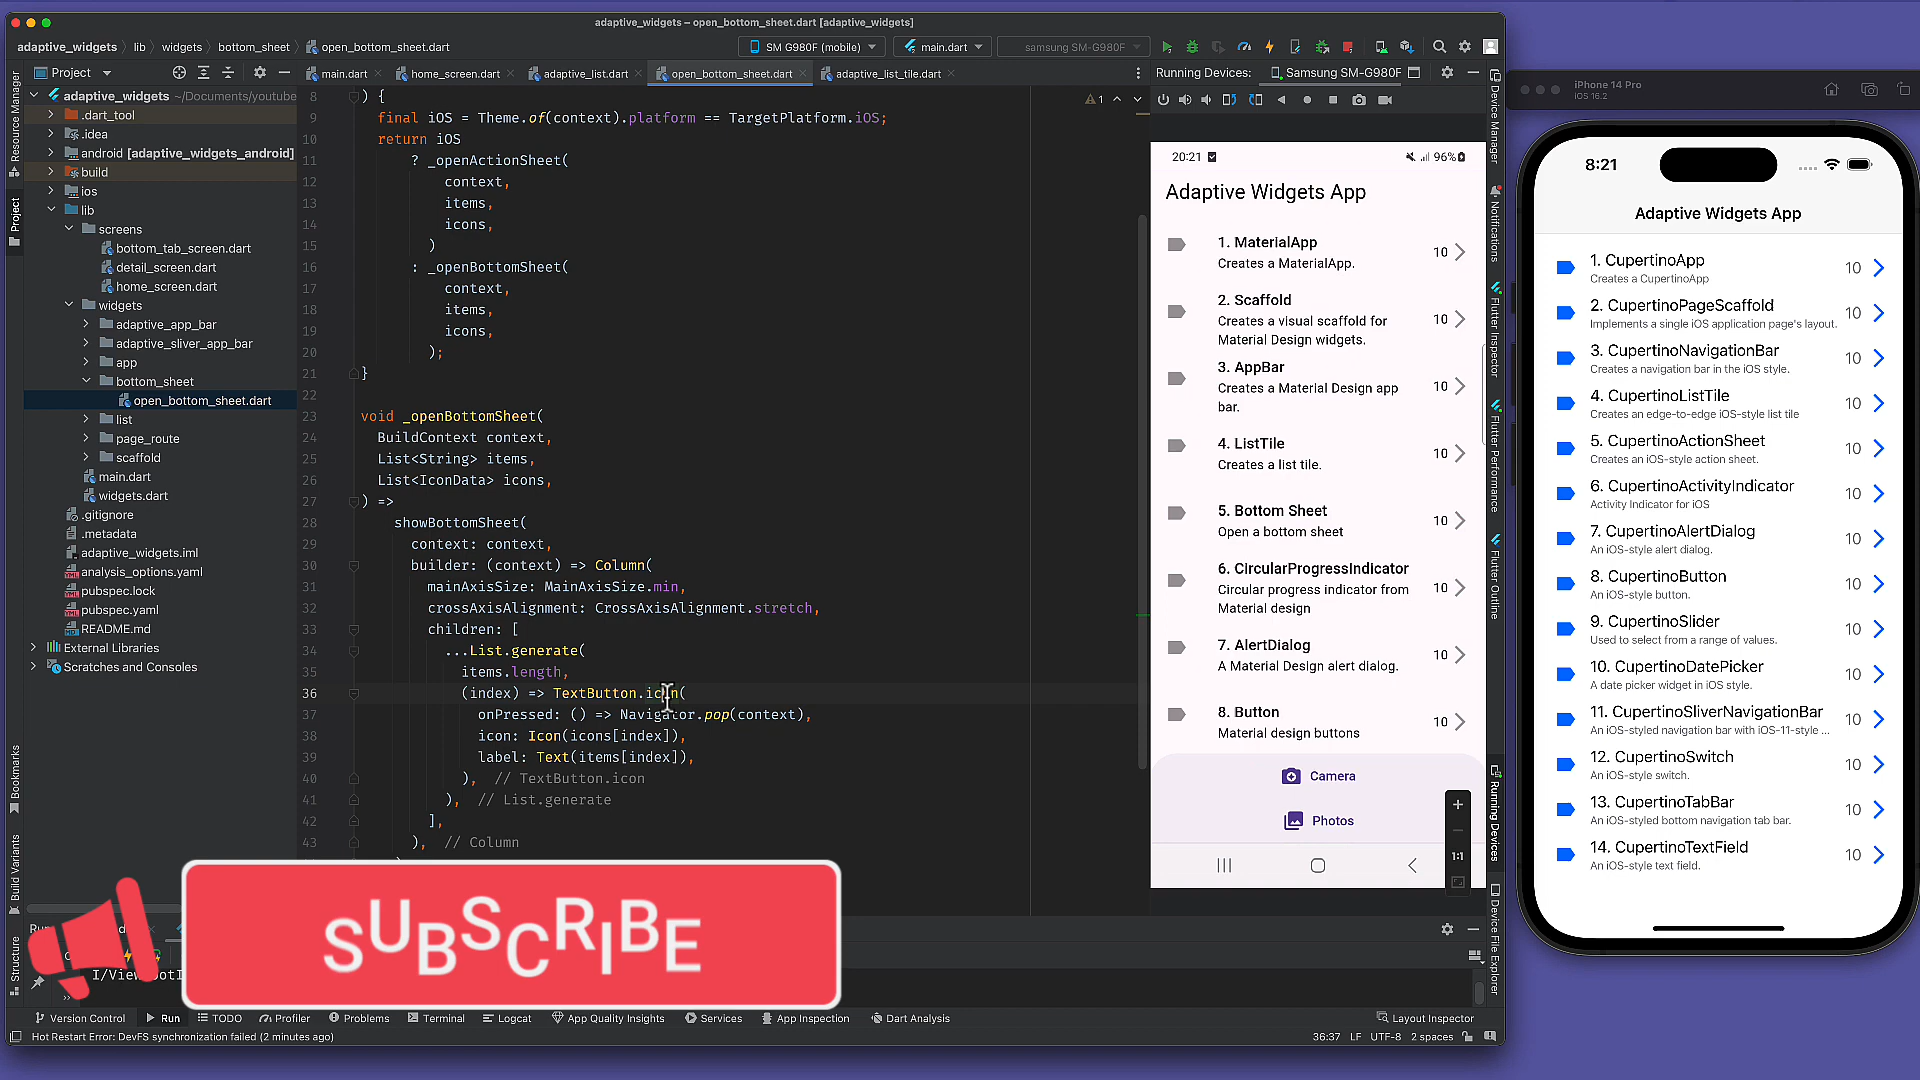 adaptive_widgets – open_bottom_sheet.dart [adaptive_widgets]
adaptive_widgets
lib
widgets
bottom_sheet
open_bottom_sheet.dart
SM G980F (mobile)
main.dart
samsung SM-G980F
Project
main.dart
home_screen.dart
adaptive_list.dart
open_bottom_sheet.dart
adaptive_list_tile.dart
Running Devices:
Samsung SM-G980F
Resource Manager
Project
Bookmarks
Build Variants
Structure
adaptive_widgets ~/Documents/youtube
.dart_tool
.idea
android [adaptive_widgets_android]
build
ios
lib
screens
bottom_tab_screen.dart
detail_screen.dart
home_screen.dart
widgets
adaptive_app_bar
adaptive_sliver_app_bar
app
bottom_sheet
open_bottom_sheet.dart
list
page_route
scaffold
main.dart
widgets.dart
.gitignore
.metadata
adaptive_widgets.iml
analysis_options.yaml
pubspec.lock
pubspec.yaml
README.md
External Libraries
Scratches and Consoles
1
8 ) {
9 final iOS = Theme.of(context).platform == TargetPlatform.iOS;
10 return iOS
11 ? _openActionSheet(
12 context,
13 items,
14 icons,
15 )
16 : _openBottomSheet(
17 context,
18 items,
19 icons,
20 );
21 }
22
23 void _openBottomSheet(
24 BuildContext context,
25 List<String> items,
26 List<IconData> icons,
27 ) =>
28 showBottomSheet(
29 context: context,
30 builder: (context) => Column(
31 mainAxisSize: MainAxisSize.min,
32 crossAxisAlignment: CrossAxisAlignment.stretch,
33 children: [
34 ...List.generate(
35 items.length,
36 (index) => TextButton.icon(
37 onPressed: () => Navigator.pop(context),
38 icon: Icon(icons[index]),
39 label: Text(items[index]),
40 ), // TextButton.icon
41 ), // List.generate
42 ],
43 ), // Column
20:21
96%
Adaptive Widgets App
1. MaterialApp
Creates a MaterialApp.
10
2. Scaffold
Creates a visual scaffold for
Material Design widgets.
10
3. AppBar
Creates a Material Design app
bar.
10
4. ListTile
Creates a list tile.
10
5. Bottom Sheet
Open a bottom sheet
10
6. CircularProgressIndicator
Circular progress indicator from
Material design
10
7. AlertDialog
A Material Design alert dialog.
10
8. Button
Material design buttons
10
Camera
Photos
1:1
Device Manager
Notifications
Flutter Inspector
Flutter Performance
Flutter Outline
Running Devices
Device File Explorer
iPhone 14 Pro
iOS 16.2
8:21
Adaptive Widgets App
1. CupertinoApp
Creates a CupertinoApp
10
2. CupertinoPageScaffold
Implements a single iOS application page's layout.
10
3. CupertinoNavigationBar
Creates a navigation bar in the iOS style.
10
4. CupertinoListTile
Creates an edge-to-edge iOS-style list tile
10
5. CupertinoActionSheet
Creates an iOS-style action sheet.
10
6. CupertinoActivityIndicator
Activity Indicator for iOS
10
7. CupertinoAlertDialog
An iOS-style alert dialog.
10
8. CupertinoButton
An iOS-style button.
10
9. CupertinoSlider
Used to select from a range of values.
10
10. CupertinoDatePicker
A date picker widget in iOS style.
10
11. CupertinoSliverNavigationBar
An iOS-styled navigation bar with iOS-11-style ...
10
12. CupertinoSwitch
An iOS-style switch.
10
13. CupertinoTabBar
An iOS-styled bottom navigation tab bar.
10
14. CupertinoTextField
An iOS-style text field.
10
SUBSCRIBE
Version Control
Run
TODO
Profiler
Problems
Terminal
Logcat
App Quality Insights
Services
App Inspection
Dart Analysis
Layout Inspector
Hot Restart Error: DevFS synchronization failed (2 minutes ago)
36:37
LF
UTF-8
2 spaces